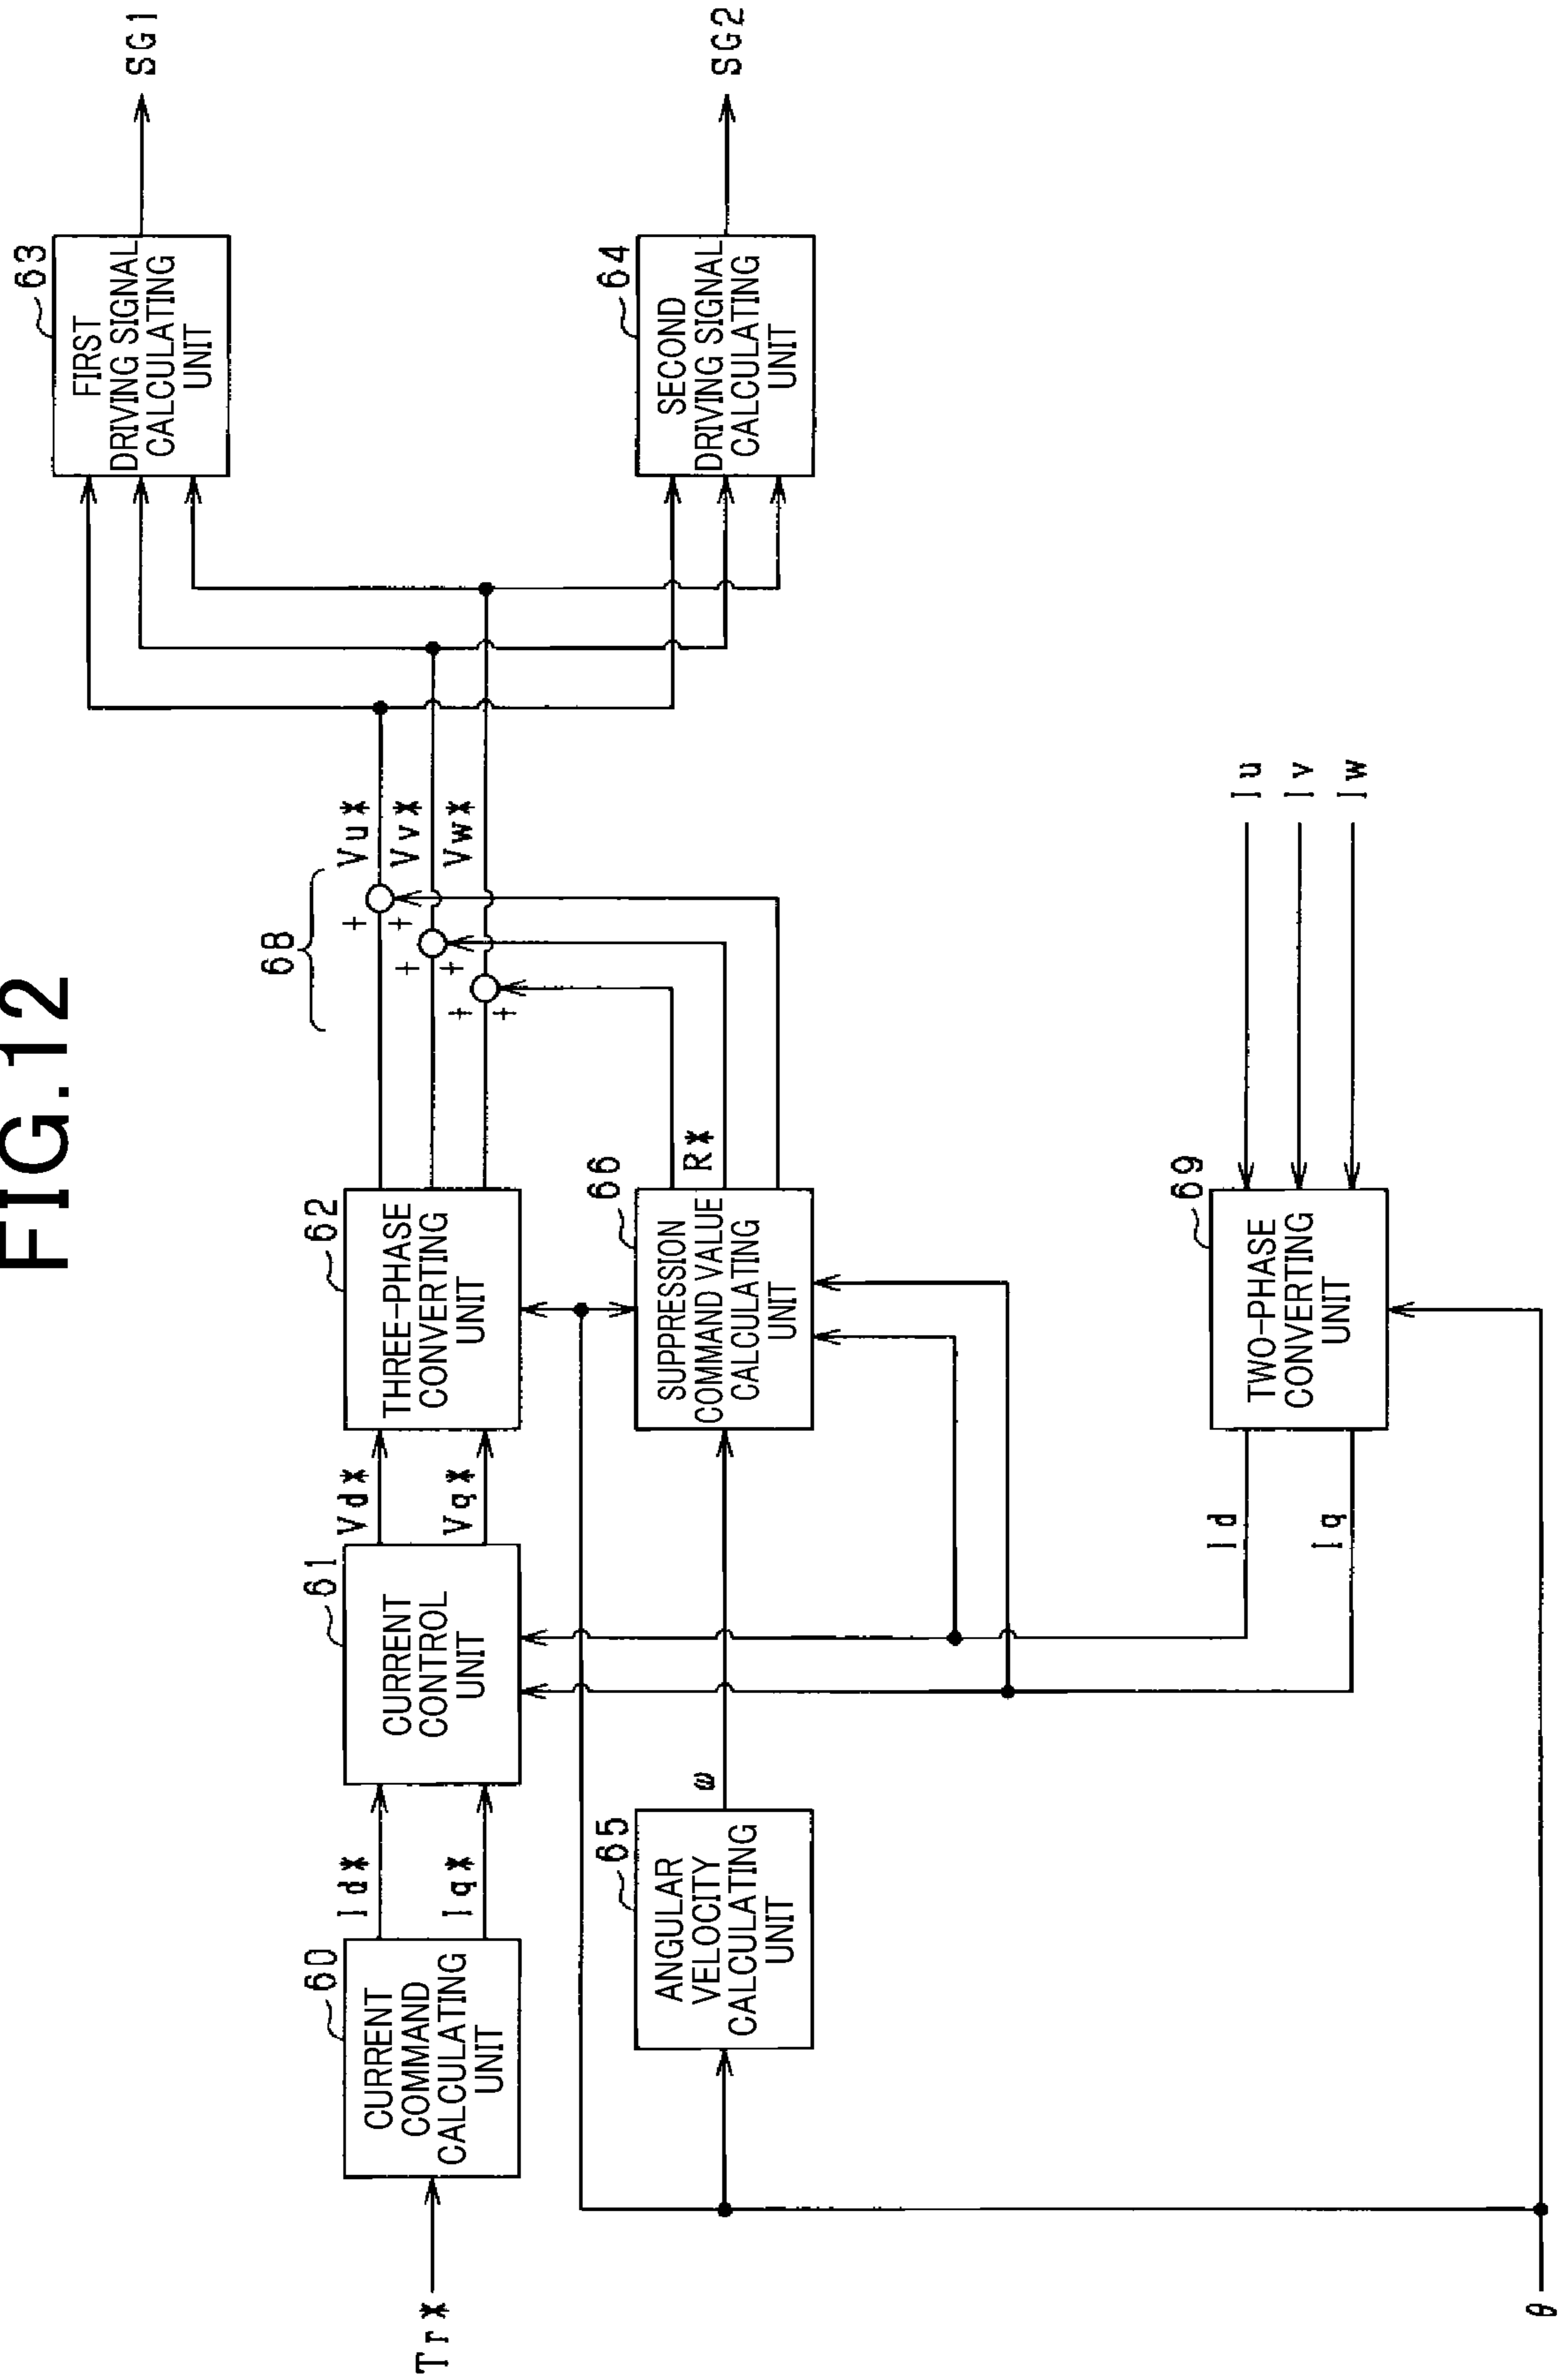 FIG.12
Tr*
60
CURRENT
COMMAND
CALCULATING
UNIT
Id*
Iq*
61
CURRENT
CONTROL
UNIT
Vd*
Vq*
62
THREE-PHASE
CONVERTING
UNIT
68
+
+
+
+
+
+
Vu*
Vv*
Vw*
63
FIRST
DRIVING SIGNAL
CALCULATING
UNIT
SG1
64
SECOND
DRIVING SIGNAL
CALCULATING
UNIT
SG2
65
ANGULAR
VELOCITY
CALCULATING
UNIT
ω
66
SUPPRESSION
COMMAND VALUE
CALCULATING
UNIT
R*
Id
Iq
69
TWO-PHASE
CONVERTING
UNIT
Iu
Iv
Iw
θ